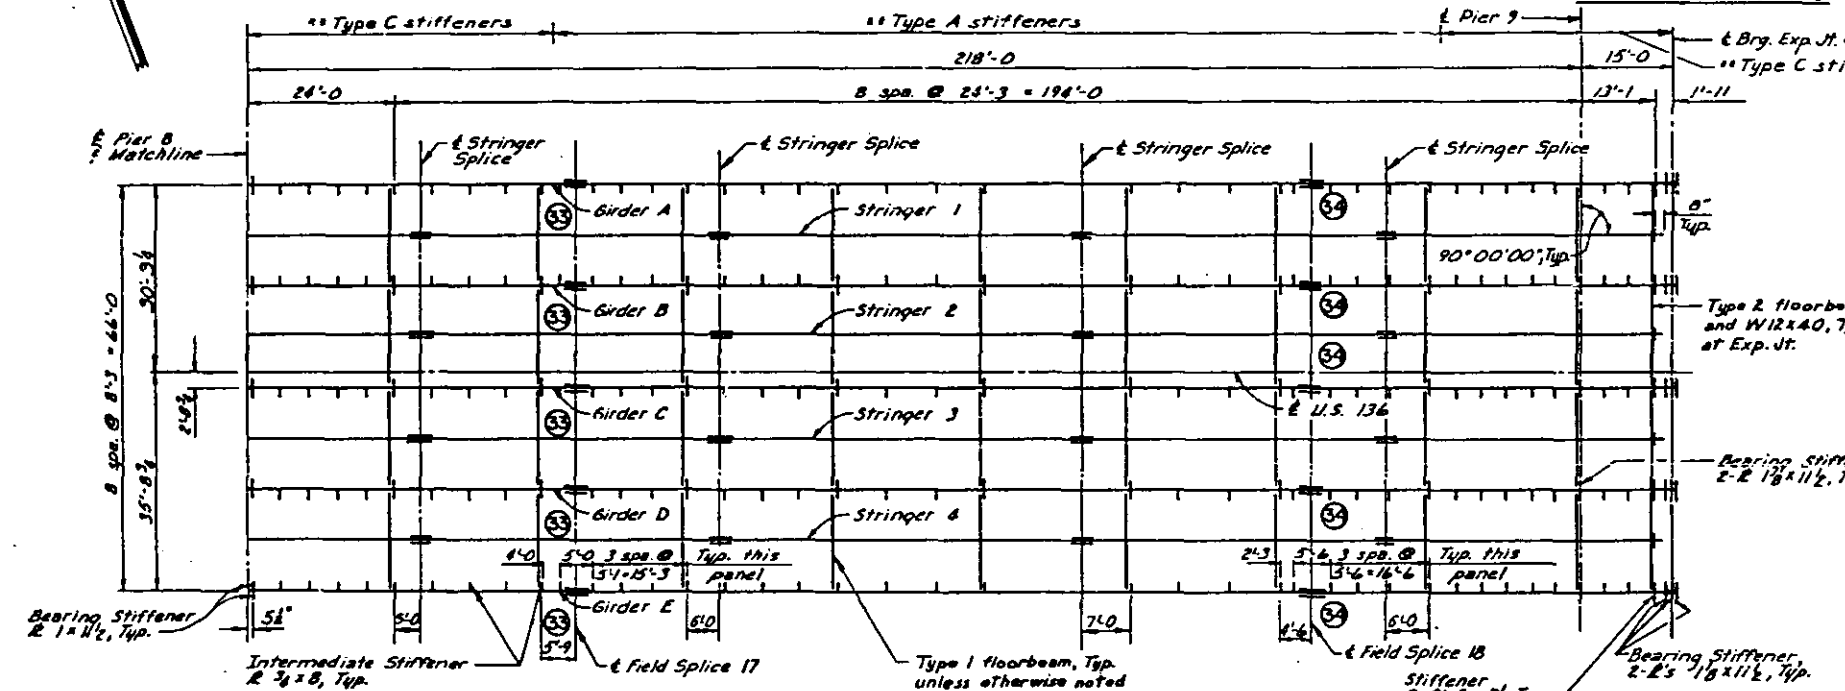 ** Type C stiffeners
** Type A stiffeners
℄ Pier 9
℄ Brg. Exp. Jt.
** Type C sti
218'-0
15'-0
24'-0
8 spa. @ 24'-3 = 194'-0
13'-1
1'-11
℄ Pier 8
Matchline
℄ Stringer
Splice
℄ Stringer Splice
℄ Stringer Splice
℄ Stringer Splice
33
Girder A
Stringer 1
34
8"
Typ.
90°00'00", Typ.
8 spa. @ 8'-3 = 66'-0
30'-3¼
33
Girder B
Stringer 2
34
34
Type 2 floorbea
and W12x40, T
at Exp. Jt.
2'-8¾
33
Girder C
Stringer 3
℄ U.S. 136
35'-8¾
Bearing Stiff
33
Girder D
Stringer 4
34
4'-0
5'-0
3 spa. @
5'-1=15'-3
Typ. this
panel
2'-3
5'-6
3 spa. @
5'-6=16'-6
Typ. this
panel
Bearing Stiffener
℄ 1 x 11½, Typ.
5½"
5'-0
33
Girder E
6'-0
7'-0
4'-6
34
6'-0
5'-9
Intermediate Stiffener
℄ ¾ x 8, Typ.
℄ Field Splice 17
Type 1 floorbeam, Typ.
unless otherwise noted
℄ Field Splice 18
Bearing Stiffener,
2-℄'s 1⅛ x 11½, Typ.
Stiffener